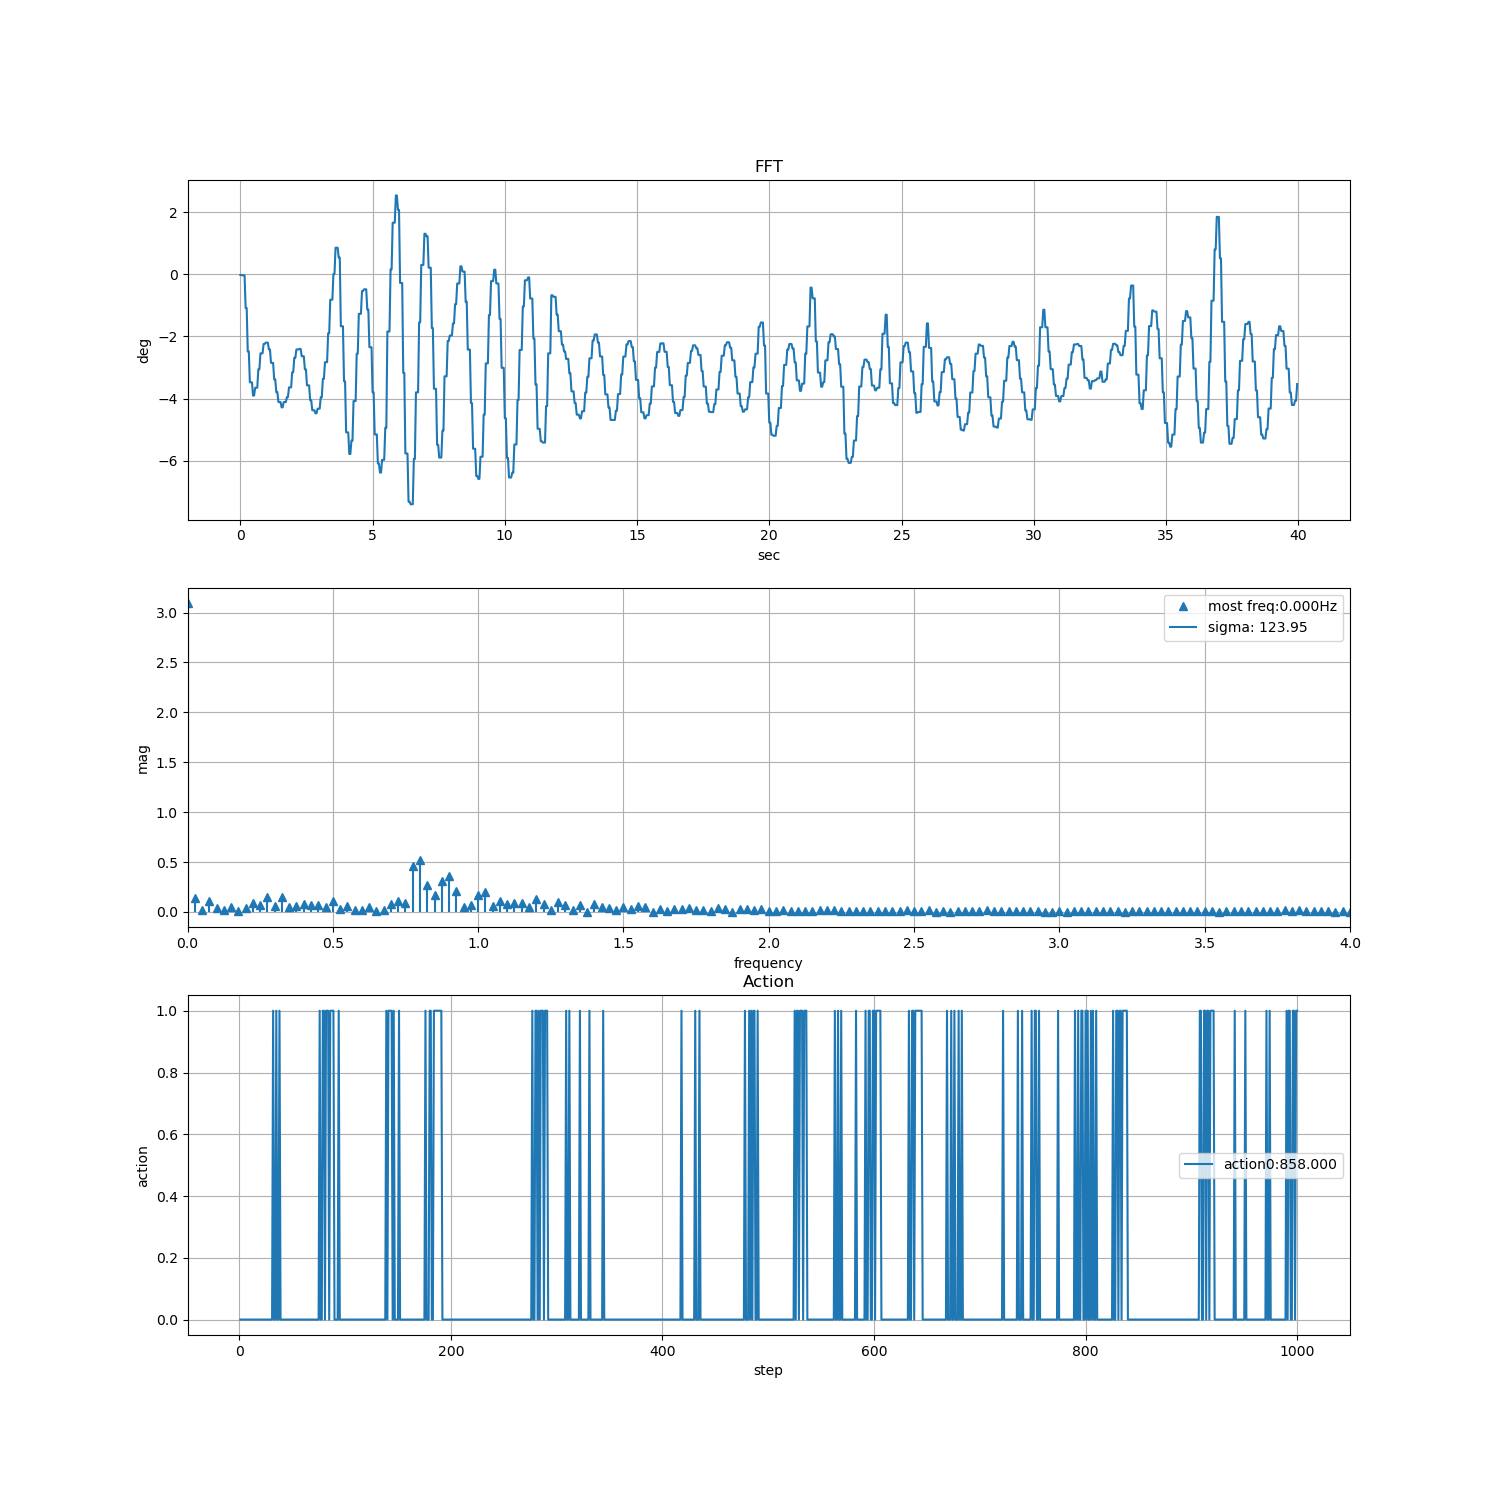 FFT
2
0
−2
−4
−6
deg
0 5 10 15 20 25 30 35 40
sec
most freq:0.000Hz
sigma: 123.95
3.0
2.5
2.0
1.5
1.0
0.5
0.0
mag
0.0 0.5 1.0 1.5 2.0 2.5 3.0 3.5 4.0
frequency
Action
1.0
0.8
0.6
0.4
0.2
0.0
action
action0:858.000
0 200 400 600 800 1000
step